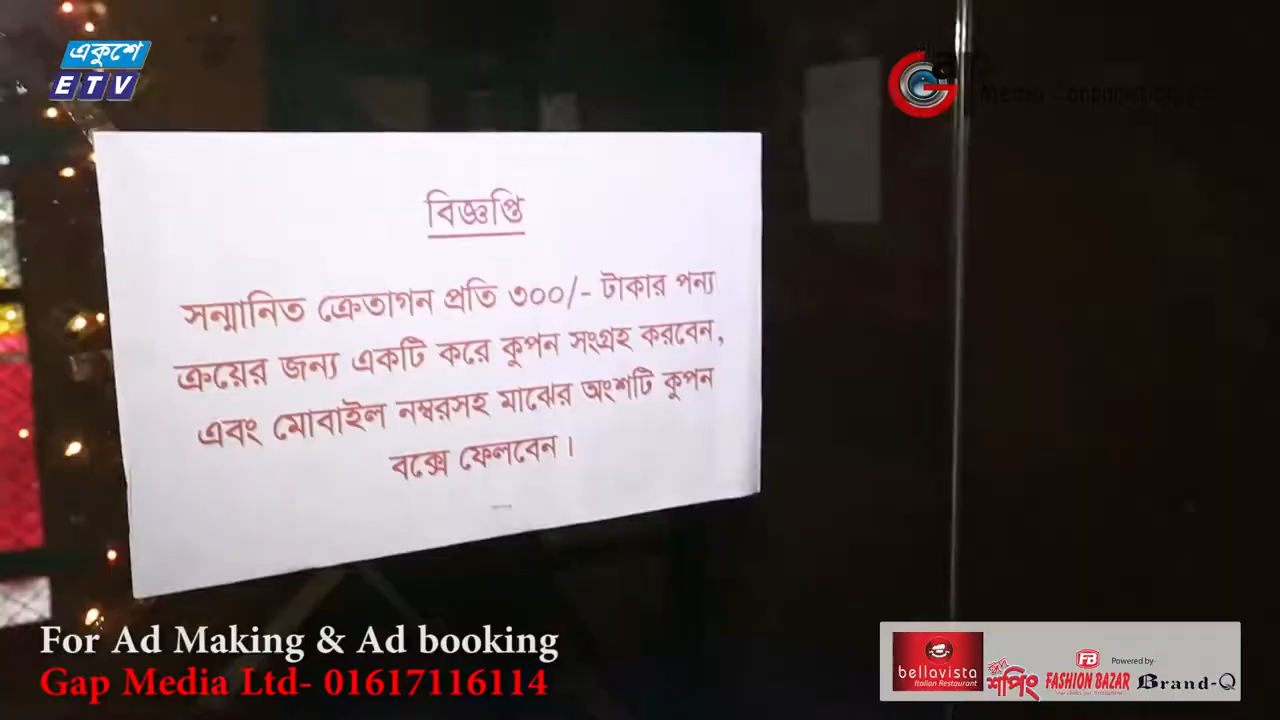 একুশে
ETV
বিজ্ঞপ্তি
সন্মানিত ক্রেতাগন প্রতি ৩০০/- টাকার পন্য
ক্রয়ের জন্য একটি করে কুপন সংগ্রহ করবেন,
এবং মোবাইল নম্বরসহ মাঝের অংশটি কুপন
বক্সে ফেলবেন।
For Ad Making & Ad booking
Gap Media Ltd- 01617116114
bellavista
Italian Restaurant
শপিং
FB
FASHION BAZAR
Powered by-
Brand-Q